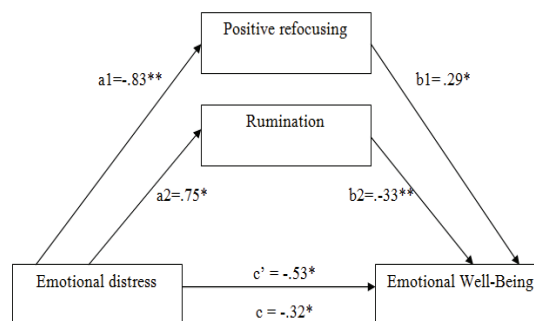 Positive refocusing
a1=-.83**
b1= .29*
Rumination
a2=.75*
b2=.-33**
Emotional distress
c’ = -.53*
Emotional Well-Being
c = -.32*